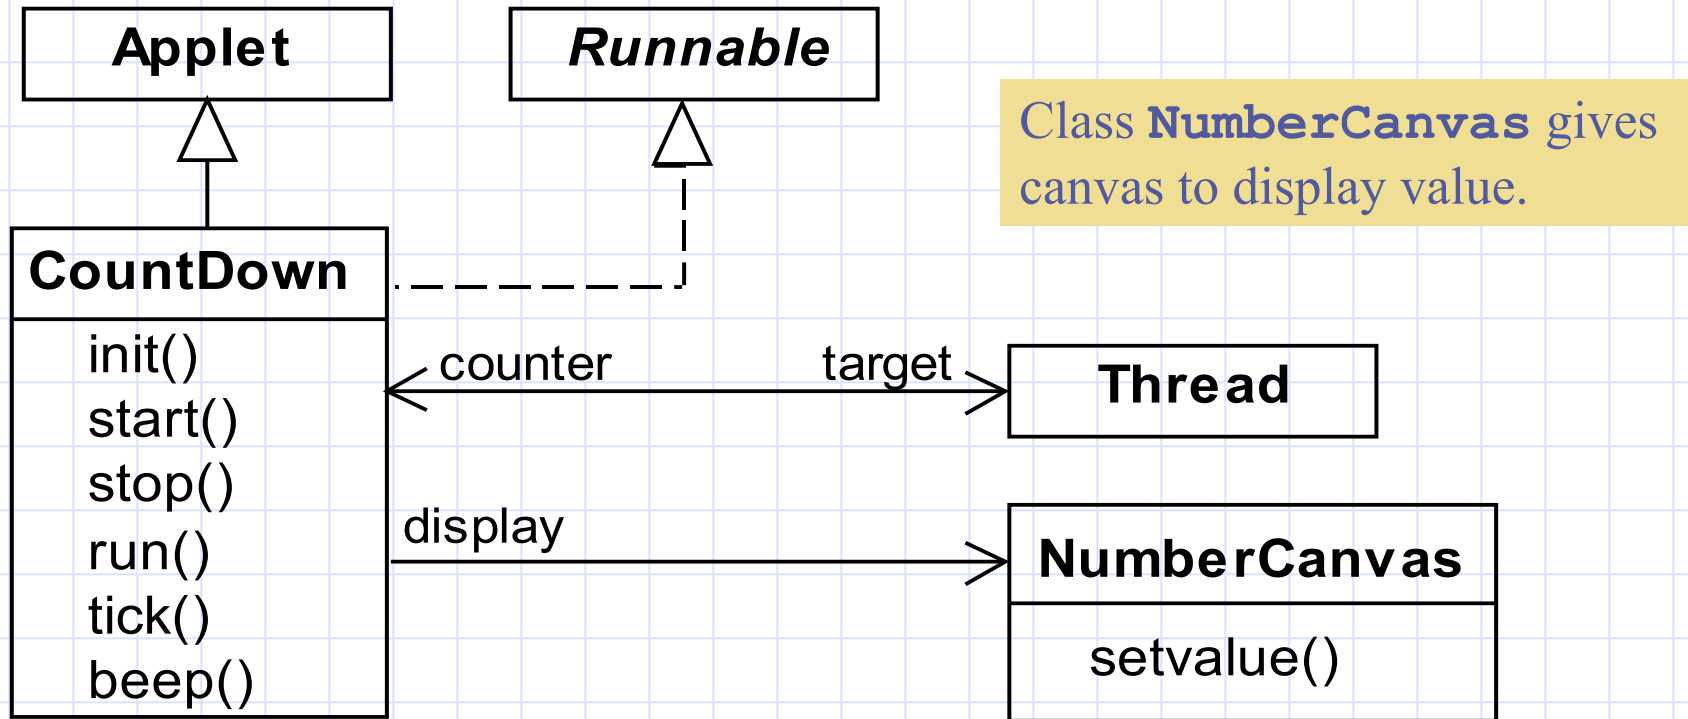 Applet
Runnable
Class NumberCanvas gives
canvas to display value.
CountDown
init()
start()
stop()
run()
tick()
beep()
counter
target
Thread
display
NumberCanvas
setvalue()